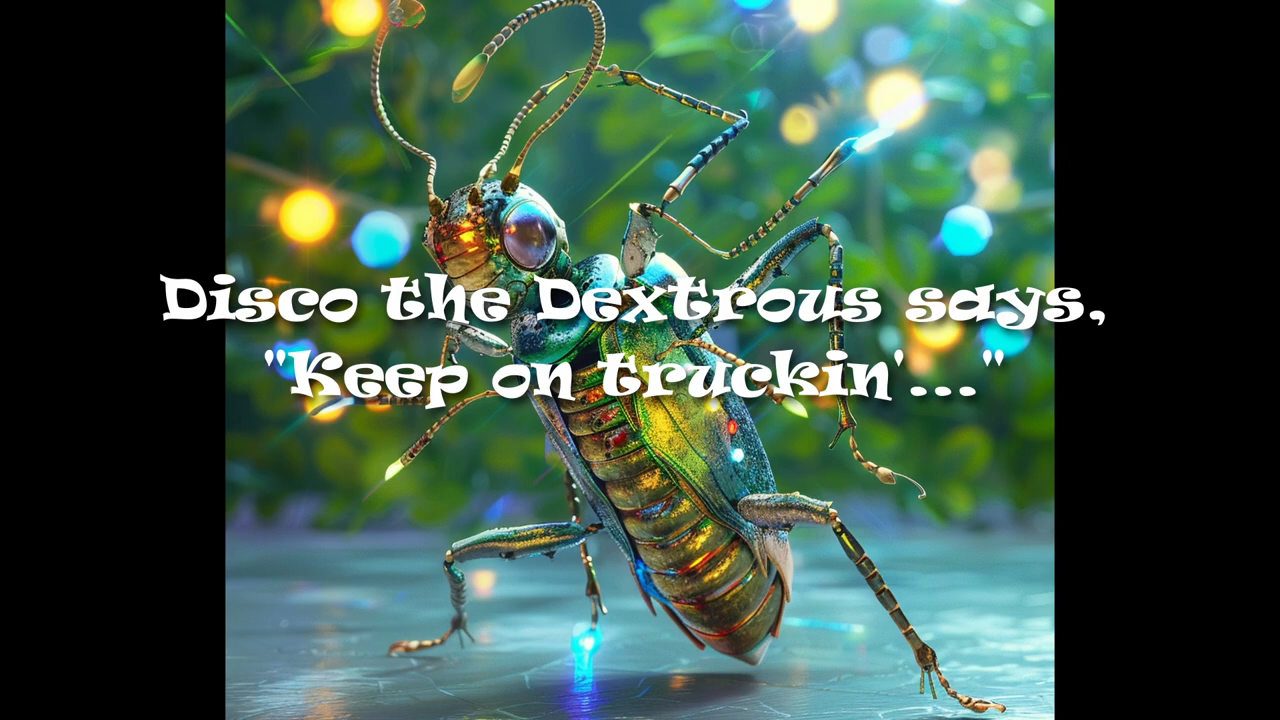 Disco the Dextrous says,
"Keep on truckin'..."